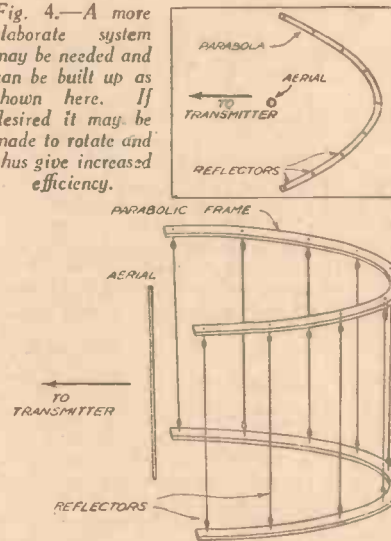 Fig. 4.—A more
elaborate system
may be needed and
can be built up as
shown here. If
desired it may be
made to rotate and
thus give increased
efficiency.
PARABOLA
AERIAL
TO
TRANSMITTER
REFLECTORS
PARABOLIC FRAME
AERIAL
TO
TRANSMITTER
REFLECTORS